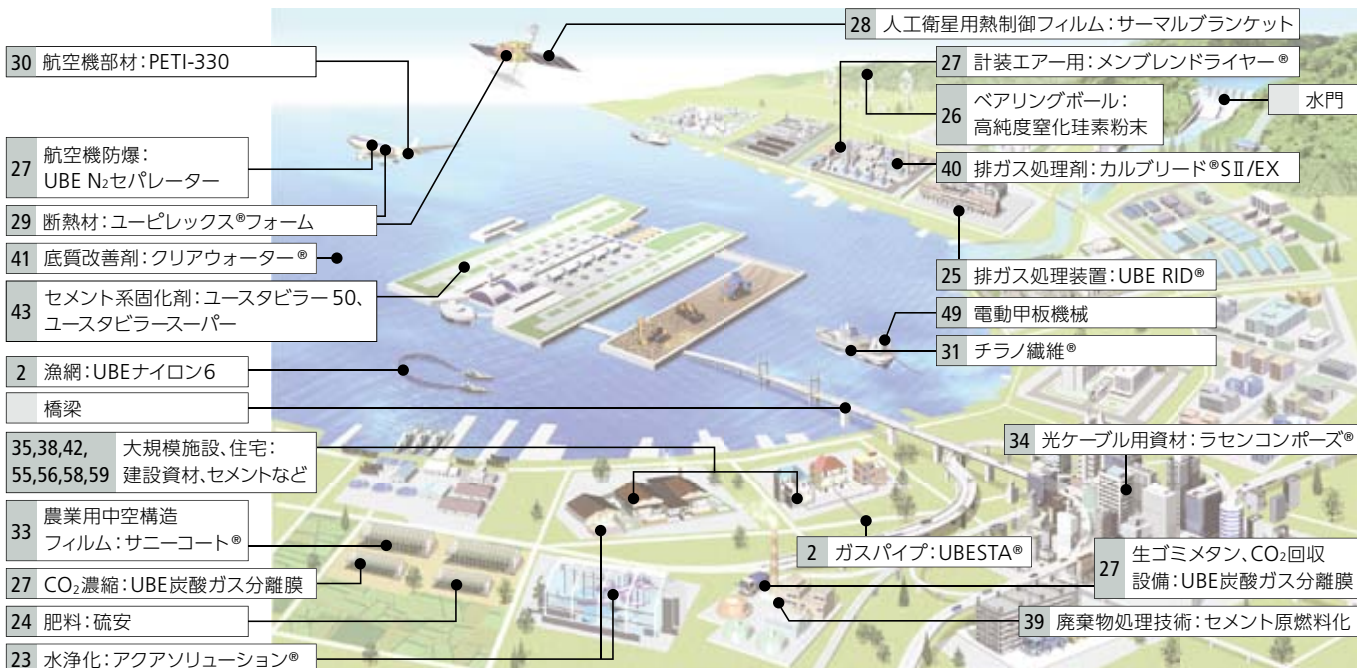 28 人工衛星用熱制御フィルム：サーマルブランケット
30 航空機部材：PETI-330
27 計装エアー用：メンブレンドライヤー®
26 ベアリングボール：
高純度窒化珪素粉末
水門
27 航空機防爆：
UBE N₂セパレーター
40 排ガス処理剤：カルブリード®SII/EX
29 断熱材：ユーピレックス®フォーム
41 底質改善剤：クリアウォーター®
25 排ガス処理装置：UBE RID®
43 セメント系固化剤：ユースタビラー50、
ユースタビラースーパー
49 電動甲板機械
31 チラノ繊維®
2 漁網：UBEナイロン6
橋梁
35,38,42, 大規模施設、住宅：
55,56,58,59 建設資材、セメントなど
34 光ケーブル用資材：ラセンコンポーズ®
33 農業用中空構造
フィルム：サニーコート®
2 ガスパイプ：UBESTA®
27 生ゴミメタン、CO₂回収
設備：UBE炭酸ガス分離膜
27 CO₂濃縮：UBE炭酸ガス分離膜
24 肥料：硫安
39 廃棄物処理技術：セメント原燃料化
23 水浄化：アクアソリューション®